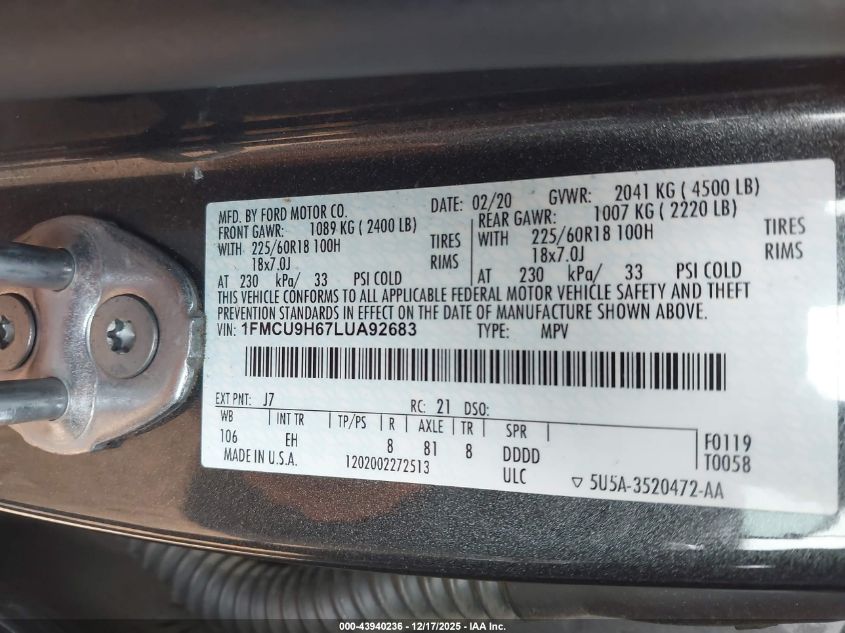 MFD. BY FORD MOTOR CO.
DATE: 02/20 GVWR: 2041 KG ( 4500 LB)
FRONT GAWR: 1089 KG ( 2400 LB)
REAR GAWR: 1007 KG ( 2220 LB)
WITH 225/60R18 100H TIRES
WITH 225/60R18 100H TIRES
18x7.0J RIMS
18x7.0J RIMS
AT 230 kPa/ 33 PSI COLD
AT 230 kPa/ 33 PSI COLD
THIS VEHICLE CONFORMS TO ALL APPLICABLE FEDERAL MOTOR VEHICLE SAFETY AND THEFT
PREVENTION STANDARDS IN EFFECT ON THE DATE OF MANUFACTURE SHOWN ABOVE.
VIN: 1FMCU9H67LUA92683 TYPE: MPV
EXT PNT: J7 RC: 21 DSO:
WB INT TR TP/PS R AXLE TR SPR
106 EH 8 81 8 DDDD F0119
MADE IN U.S.A. 1202002272513 ULC T0058
▽ 5U5A-3520472-AA
000-43940236 - 12/17/2025 - IAA Inc.